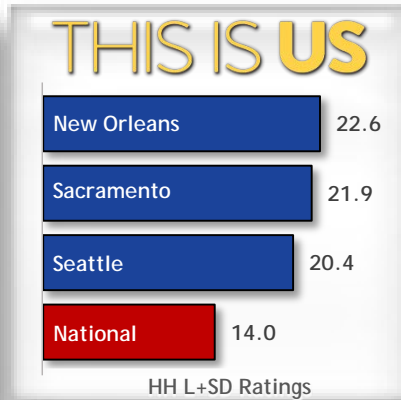 THIS IS US
New Orleans 22.6
Sacramento 21.9
Seattle 20.4
National 14.0
HH L+SD Ratings